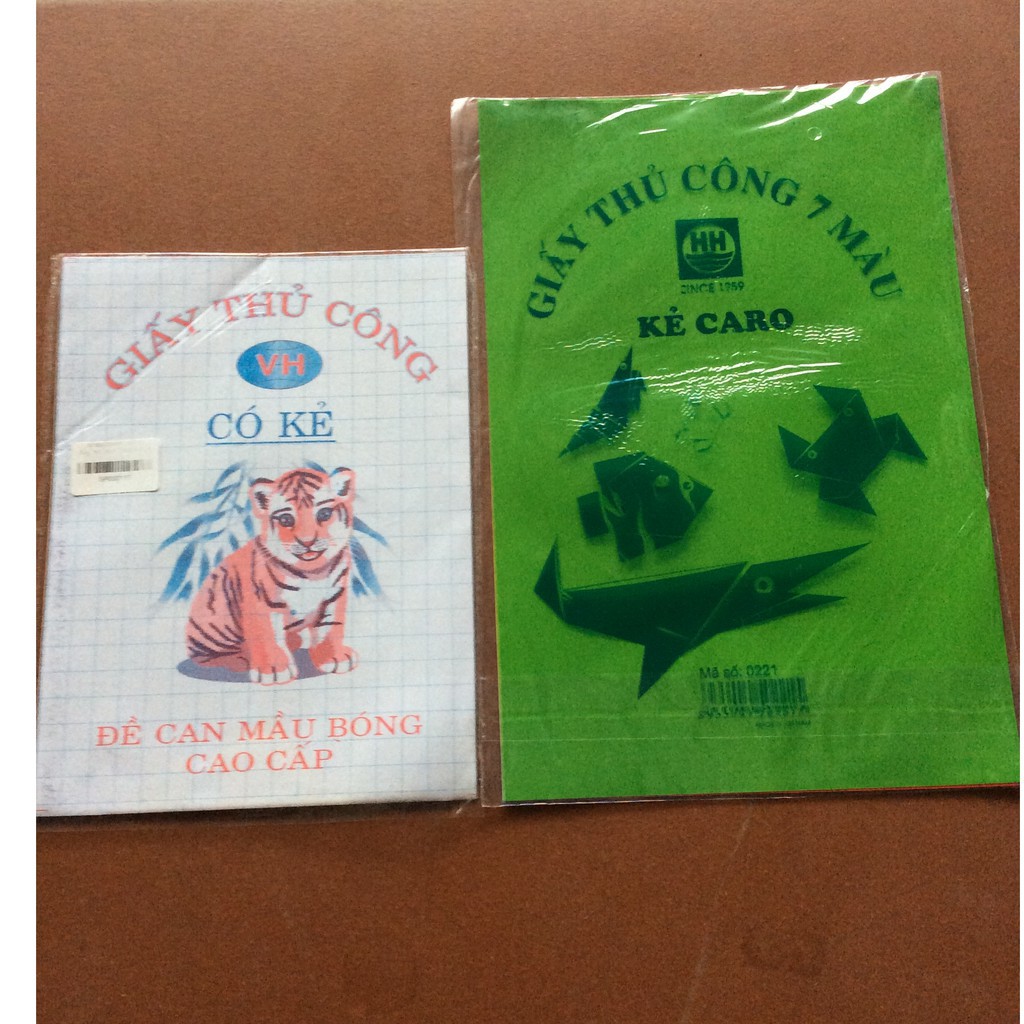 GIẤY THỦ CÔNG
VH
CÓ KẺ
ĐỀ CAN MẦU BÓNG
CAO CẤP
GIẤY THỦ CÔNG 7 MÀU
HH
SINCE 1959
KẺ CARO
Mã số: 0221